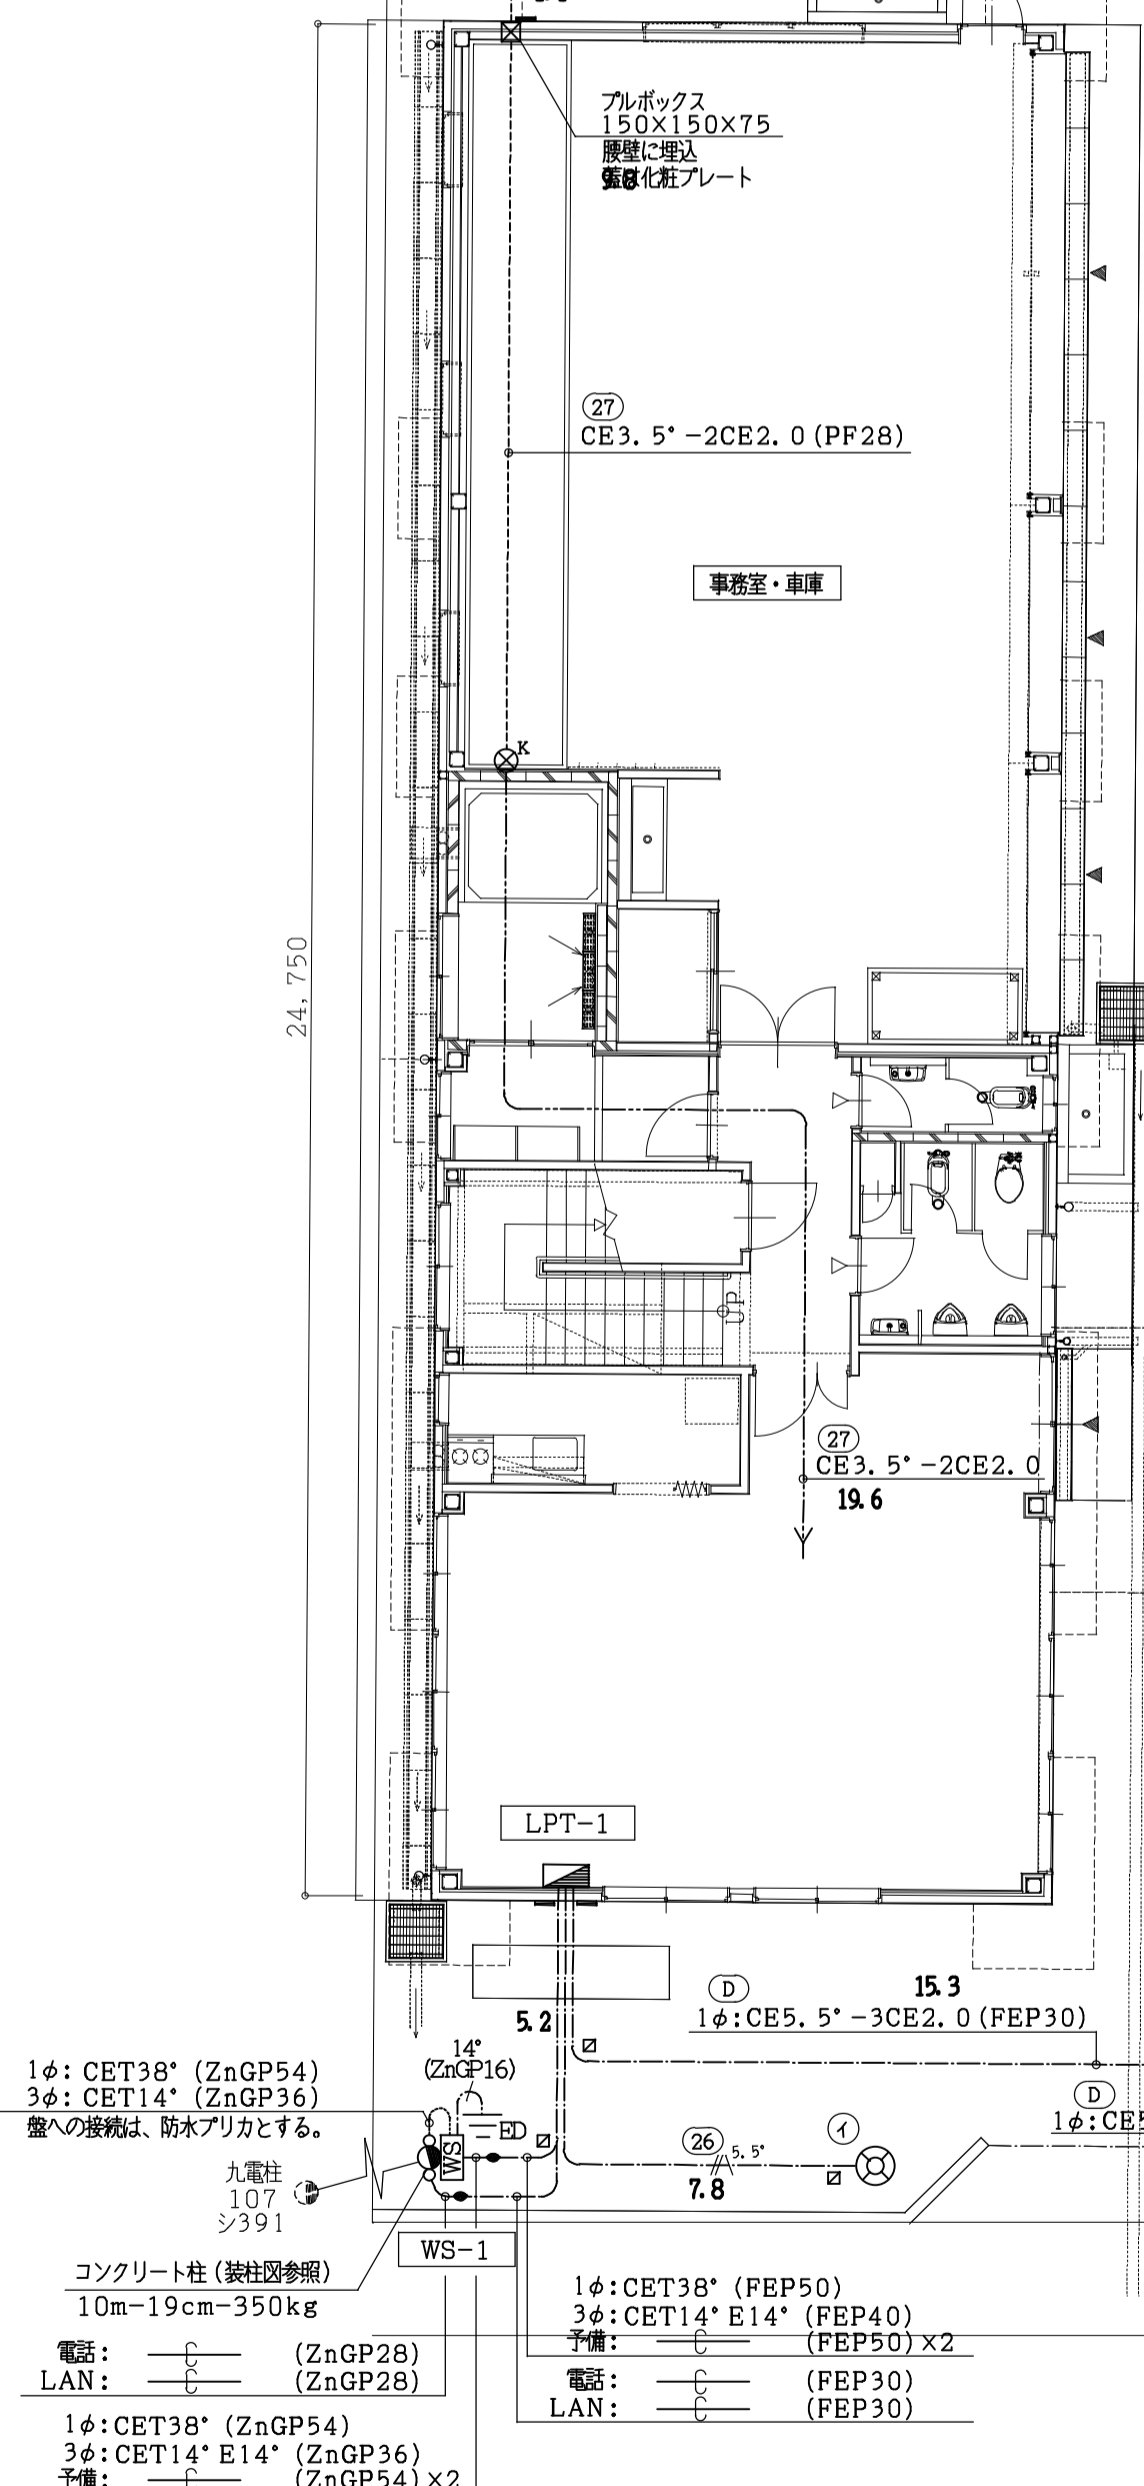 プルボックス
150×150×75
腰壁に埋込
化粧プレート
27
CE3.5°-2CE2.0(PF28)
事務室・車庫
K
24,750
UP
27
CE3.5°-2CE2.0
19.6
LPT-1
D
15.3
1φ:CE5.5°-3CE2.0(FEP30)
5.2
14°
(ZnGP16)
1φ: CET38° (ZnGP54)
3φ: CET14° (ZnGP36)
盤への接続は、防水プリカとする。
D
1φ:CE5
ED
WS
26
5.5°
7.8
イ
九電柱
107
シ391
WS-1
コンクリート柱(装柱図参照)
10m-19cm-350kg
1φ:CET38° (FEP50)
3φ:CET14° E14° (FEP40)
予備: (FEP50)×2
電話: (ZnGP28)
LAN: (ZnGP28)
電話: (FEP30)
LAN: (FEP30)
1φ:CET38° (ZnGP54)
3φ:CET14° E14° (ZnGP36)
予備: (ZnGP54)×2